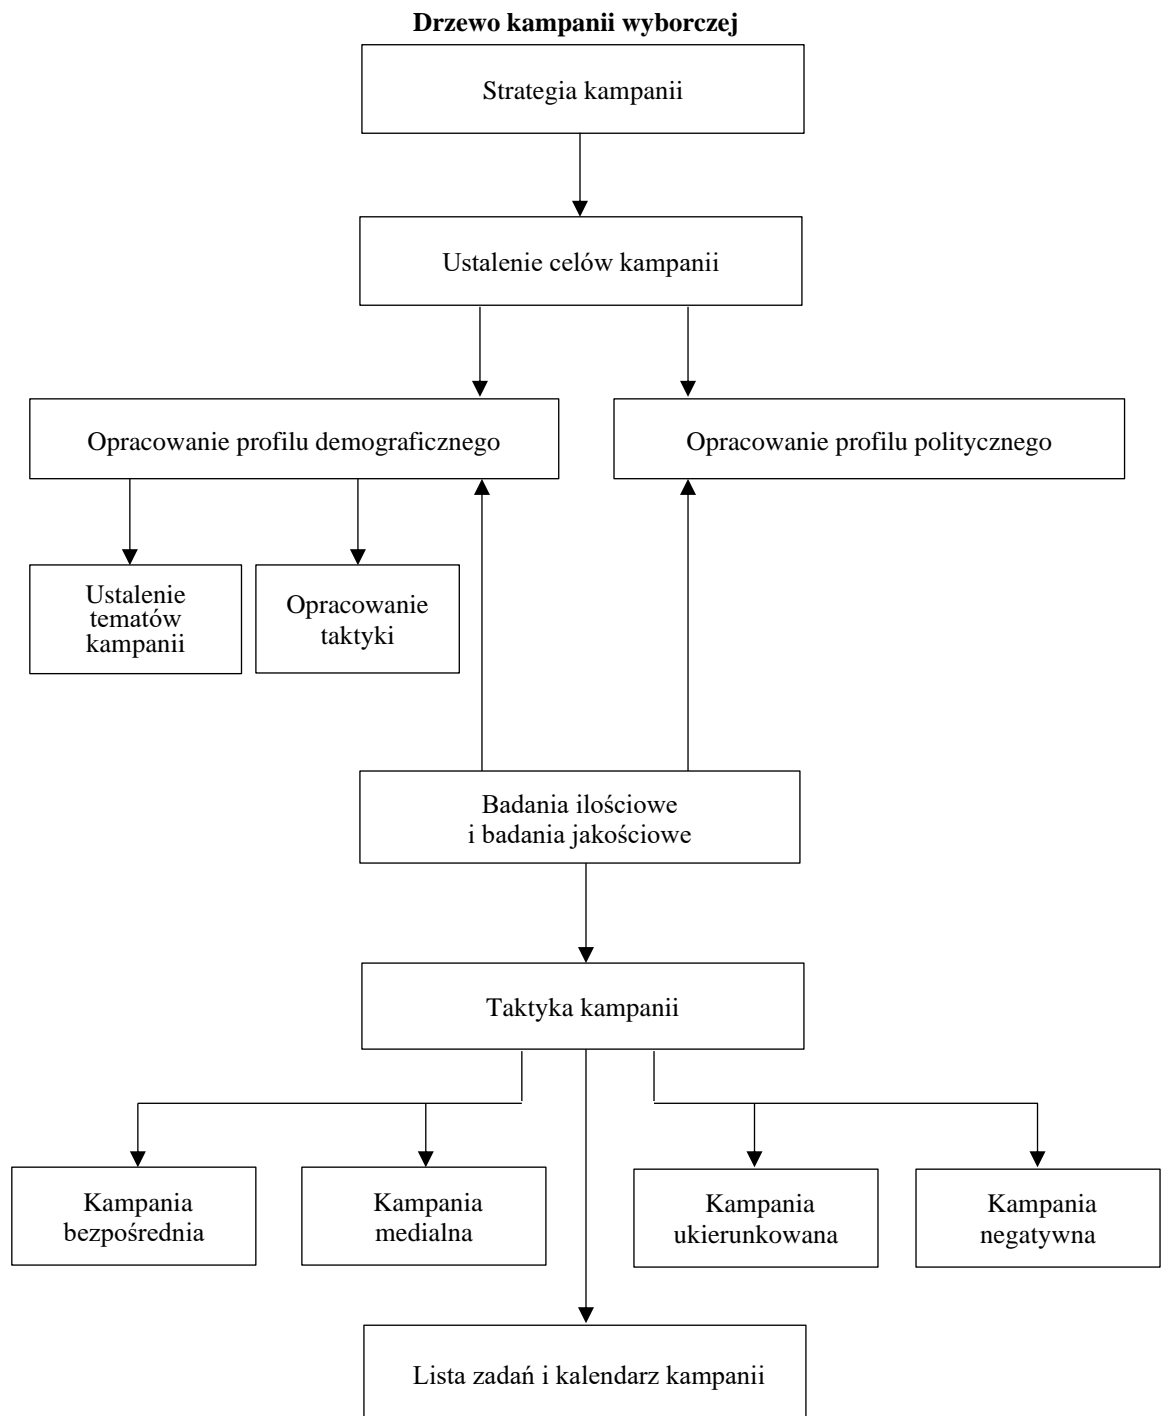 Drzewo kampanii wyborczej
Strategia kampanii
Ustalenie celów kampanii
Opracowanie profilu demograficznego
Opracowanie profilu politycznego
Ustalenie
tematów
kampanii
Opracowanie
taktyki
Badania ilościowe
i badania jakościowe
Taktyka kampanii
Kampania
bezpośrednia
Kampania
medialna
Kampania
ukierunkowana
Kampania
negatywna
Lista zadań i kalendarz kampanii